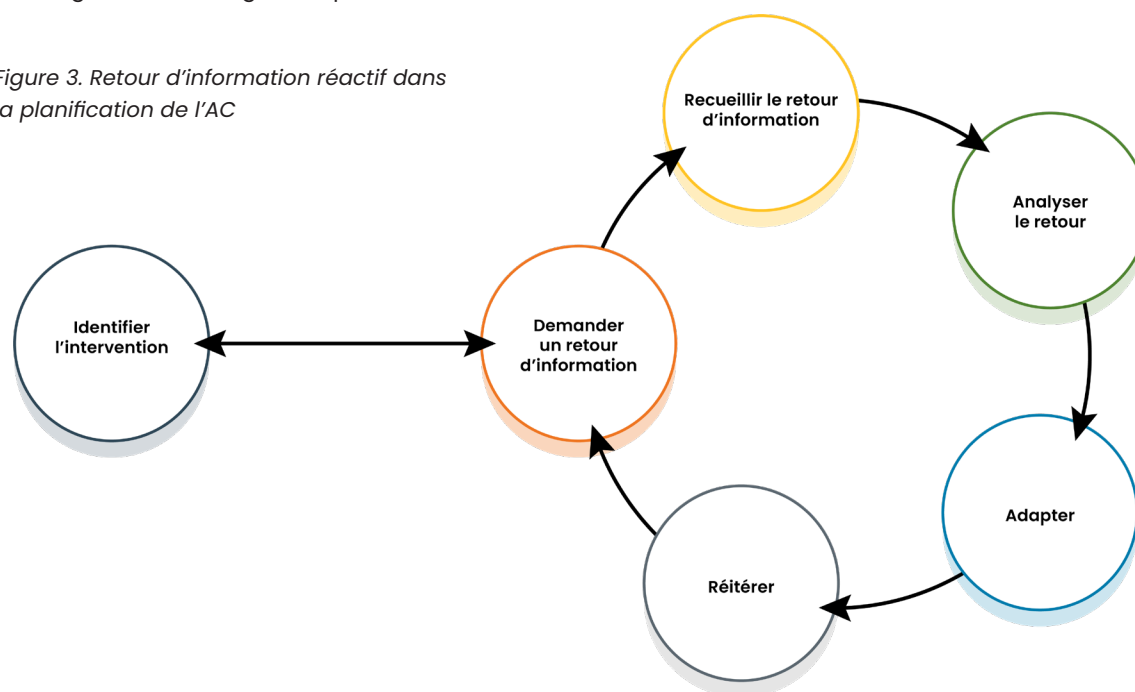 Figure 3. Retour d’information réactif dans
la planification de l’AC
Recueillir le retour
d’information
Analyser
le retour
Identifier
l’intervention
Demander
un retour
d’information
Adapter
Réitérer